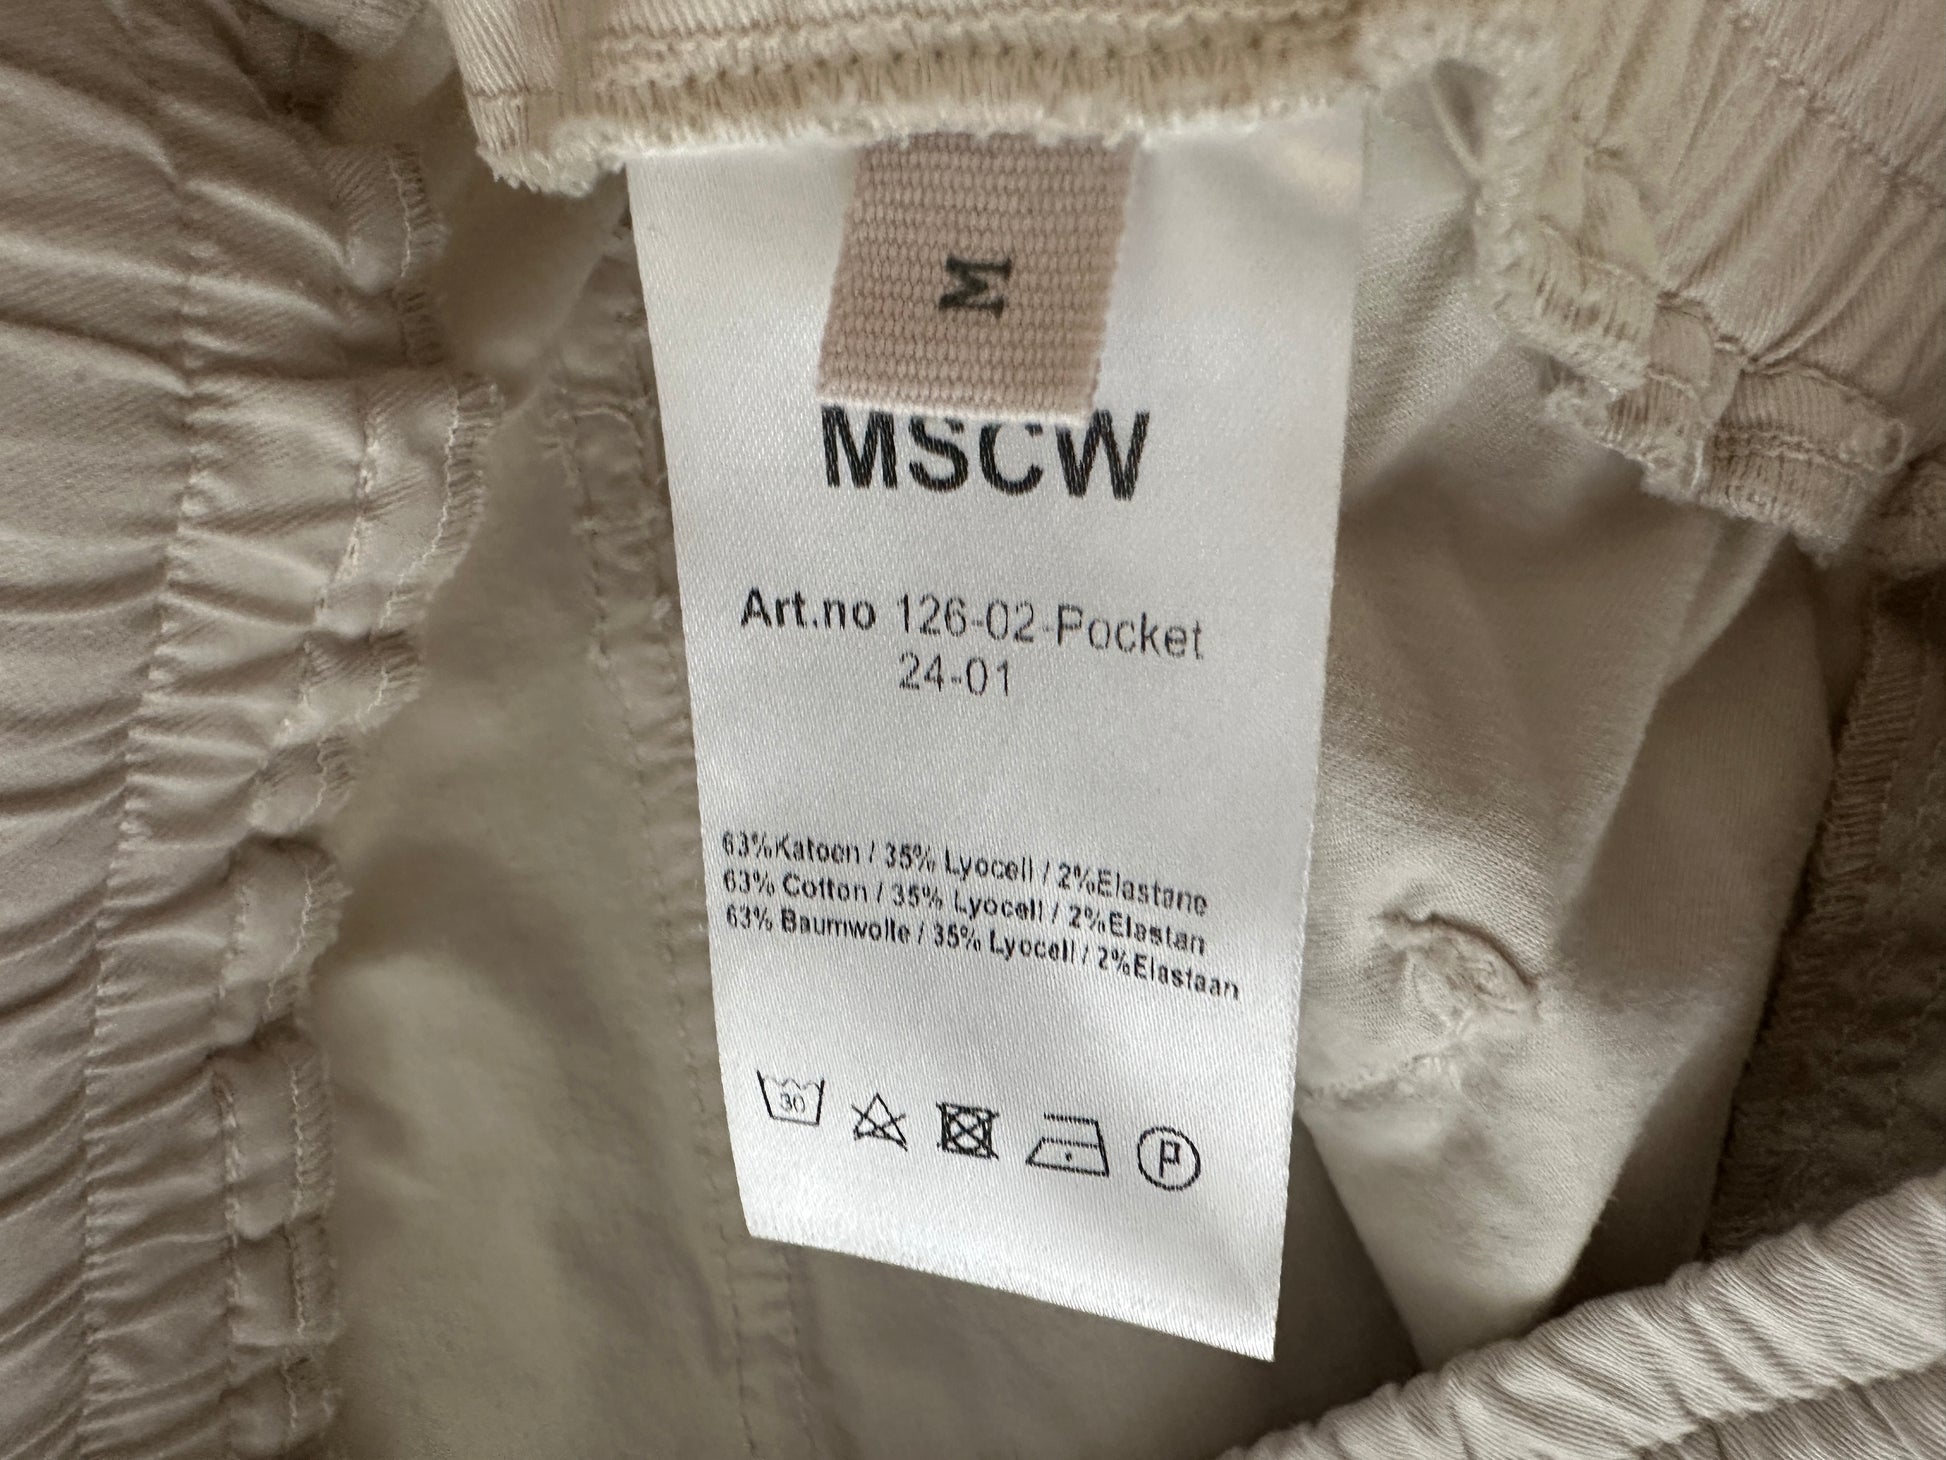 M
MSCW
Art.no 126-02-Pocket
24-01
63%Katoen / 35% Lyocell / 2%Elastane
63% Cotton / 35% Lyocell / 2%Elastan
63% Baumwolle / 35% Lyocell / 2%Elastaan
30
P